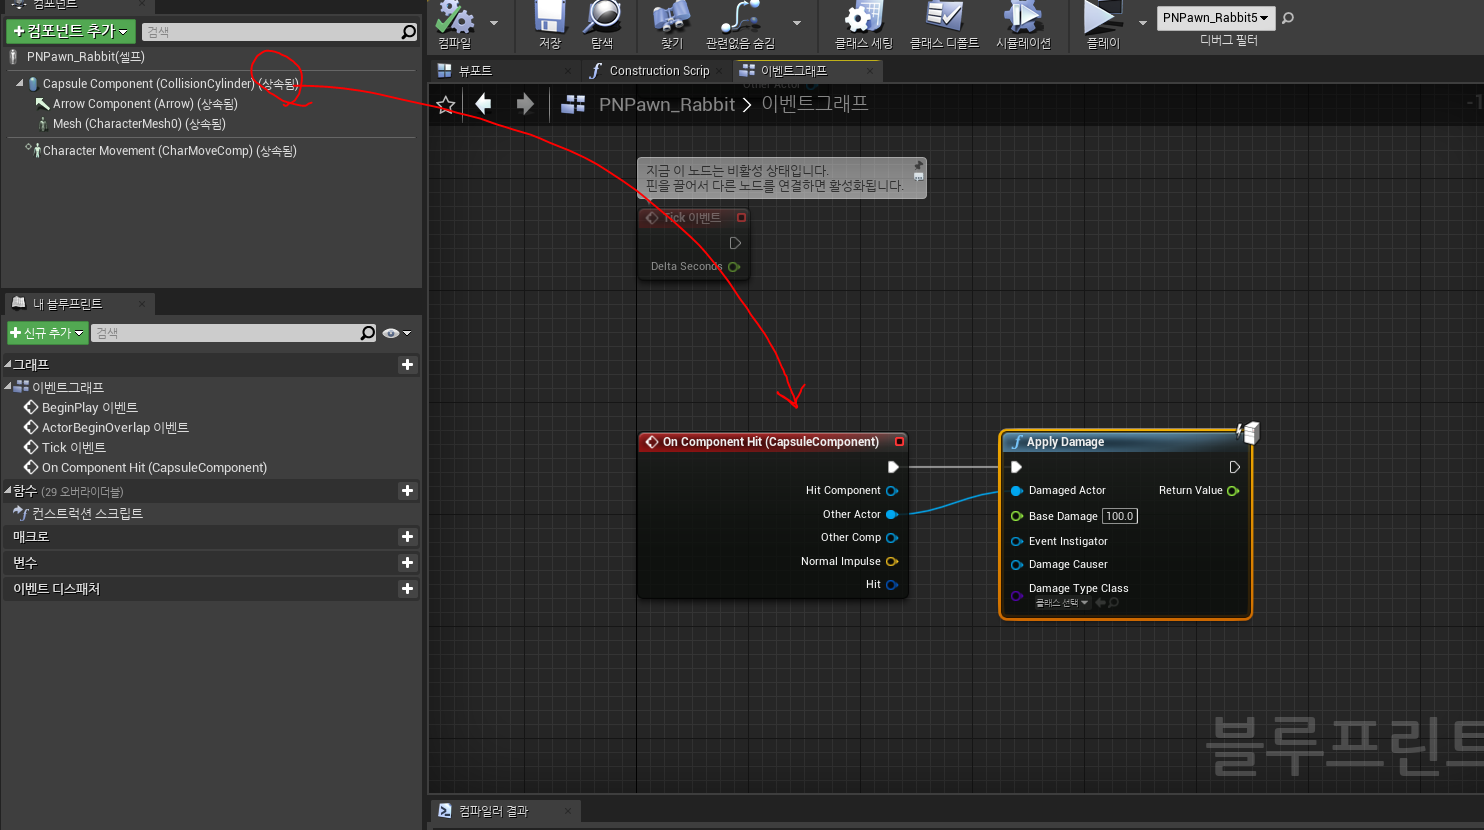 컴포넌트
+컴포넌트 추가
검색
PNPawn_Rabbit(셀프)
Capsule Component (CollisionCylinder) (상속됨)
Arrow Component (Arrow) (상속됨)
Mesh (CharacterMesh0) (상속됨)
Character Movement (CharMoveComp) (상속됨)
내 블루프린트
+신규 추가
검색
그래프
이벤트그래프
BeginPlay 이벤트
ActorBeginOverlap 이벤트
Tick 이벤트
On Component Hit (CapsuleComponent)
함수 (29 오버라이더블)
컨스트럭션 스크립트
매크로
변수
이벤트 디스패처
컴파일
저장
탐색
찾기
관련없음 숨김
클래스 세팅
클래스 디폴트
시뮬레이션
플레이
PNPawn_Rabbit5
디버그 필터
뷰포트
Construction Scrip
이벤트그래프
Other Actor
PNPawn_Rabbit > 이벤트그래프
-1
지금 이 노드는 비활성 상태입니다.
핀을 끌어서 다른 노드를 연결하면 활성화됩니다.
Tick 이벤트
Delta Seconds
On Component Hit (CapsuleComponent)
Hit Component
Other Actor
Other Comp
Normal Impulse
Hit
Apply Damage
Damaged Actor
Return Value
Base Damage 100.0
Event Instigator
Damage Causer
Damage Type Class
클래스 선택
블루프린트
컴파일러 결과